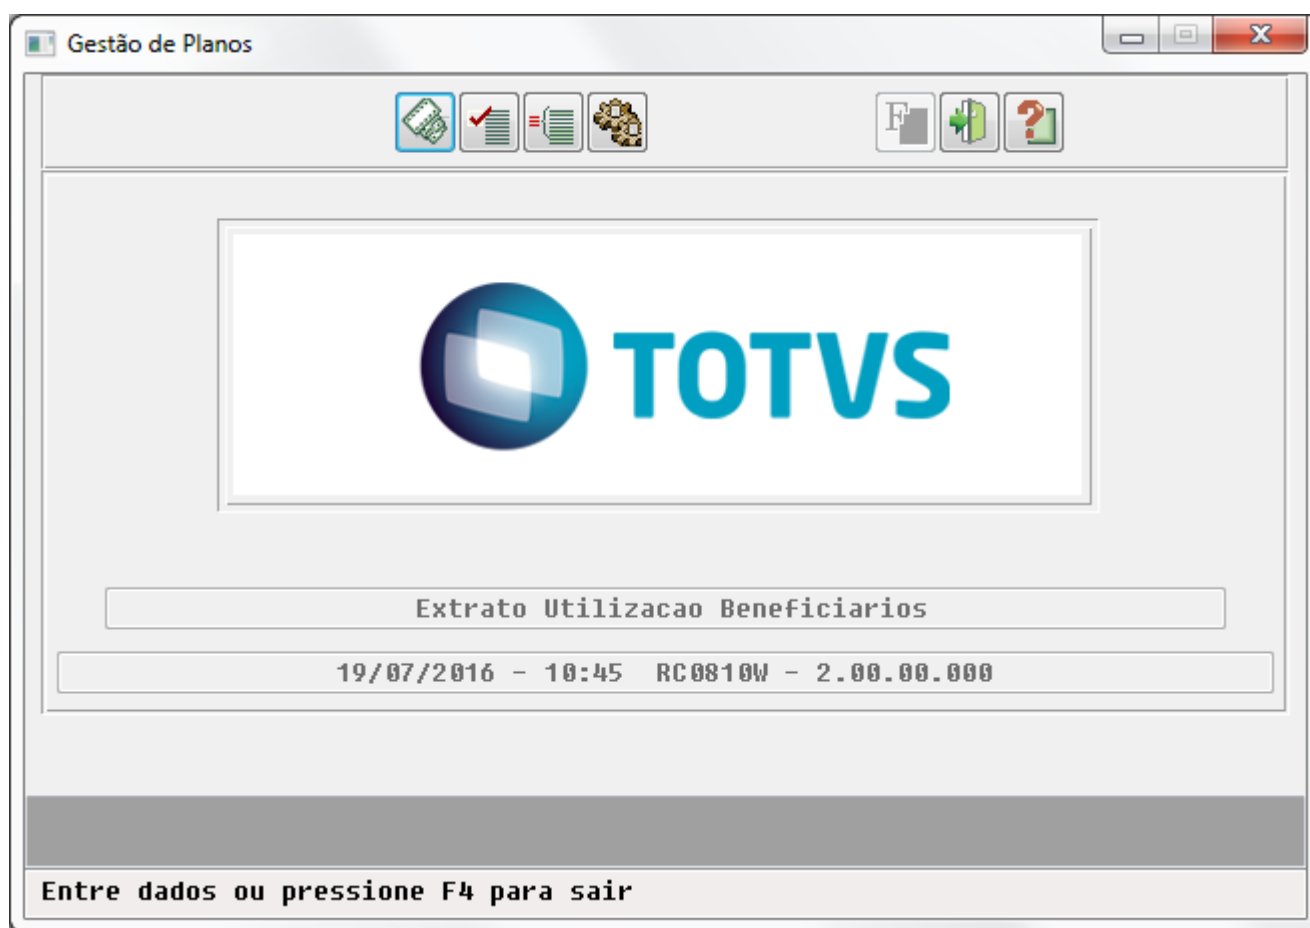 Gestão de Planos
F
?
TOTVS
Extrato Utilizacao Beneficiarios
19/07/2016 - 10:45 RC0810W - 2.00.00.000
Entre dados ou pressione F4 para sair